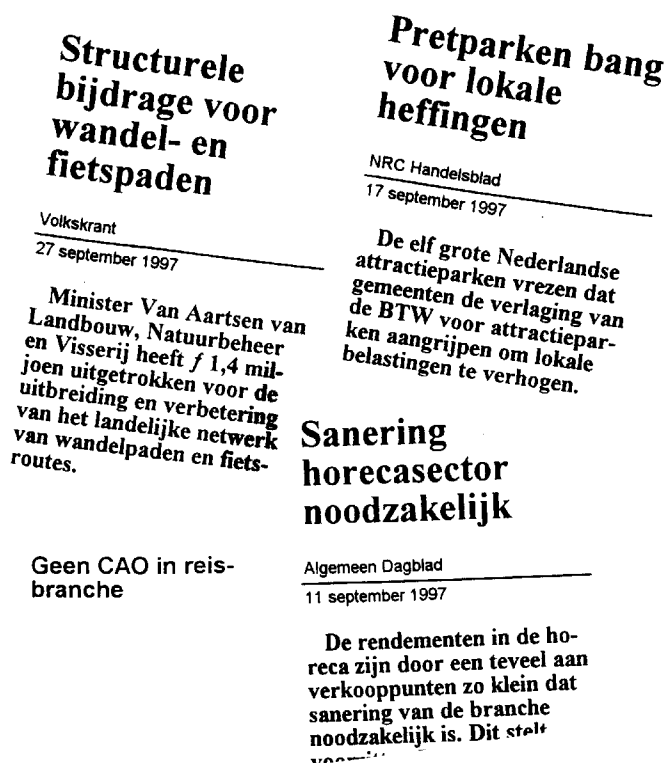 Structurele
bijdrage voor
wandel- en
fietspaden
Volkskrant
27 september 1997
Minister Van Aartsen van
Landbouw, Natuurbeheer
en Visserij heeft ƒ 1,4 mil-
joen uitgetrokken voor de
uitbreiding en verbetering
van het landelijke netwerk
van wandelpaden en fiets-
routes.
Geen CAO in reis-
branche
Pretparken bang
voor lokale
heffingen
NRC Handelsblad
17 september 1997
De elf grote Nederlandse
attractieparken vrezen dat
gemeenten de verlaging van
de BTW voor attractiepar-
ken aangrijpen om lokale
belastingen te verhogen.
Sanering
horecasector
noodzakelijk
Algemeen Dagblad
11 september 1997
De rendementen in de ho-
reca zijn door een teveel aan
verkooppunten zo klein dat
sanering van de branche
noodzakelijk is. Dit stelt